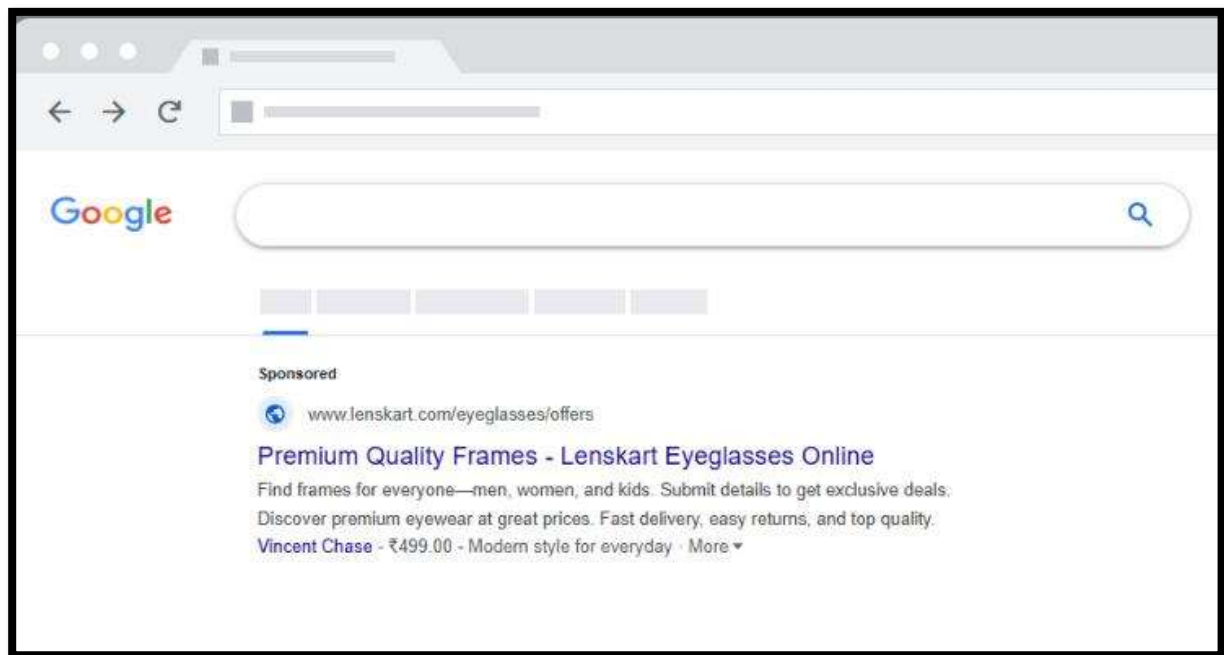 Google
Sponsored
www.lenskart.com/eyeglasses/offers
Premium Quality Frames - Lenskart Eyeglasses Online
Find frames for everyone—men, women, and kids. Submit details to get exclusive deals.
Discover premium eyewear at great prices. Fast delivery, easy returns, and top quality.
Vincent Chase - ₹499.00 - Modern style for everyday · More